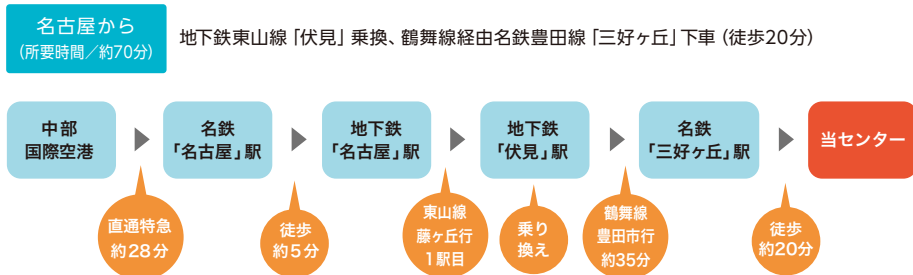 名古屋から
(所要時間／約70分)
地下鉄東山線「伏見」乗換、鶴舞線経由名鉄豊田線「三好ヶ丘」下車(徒歩20分)
中部
国際空港
名鉄
「名古屋」駅
地下鉄
「名古屋」駅
地下鉄
「伏見」駅
名鉄
「三好ヶ丘」駅
当センター
直通特急
約28分
徒歩
約5分
東山線
藤ヶ丘行
1駅目
乗り
換え
鶴舞線
豊田市行
約35分
徒歩
約20分